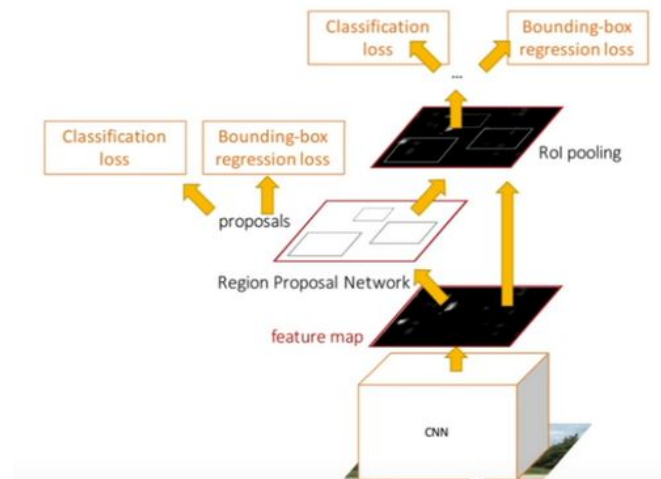 Classification
loss
Bounding-box
regression loss
...
Classification
loss
Bounding-box
regression loss
RoI pooling
proposals
Region Proposal Network
feature map
CNN